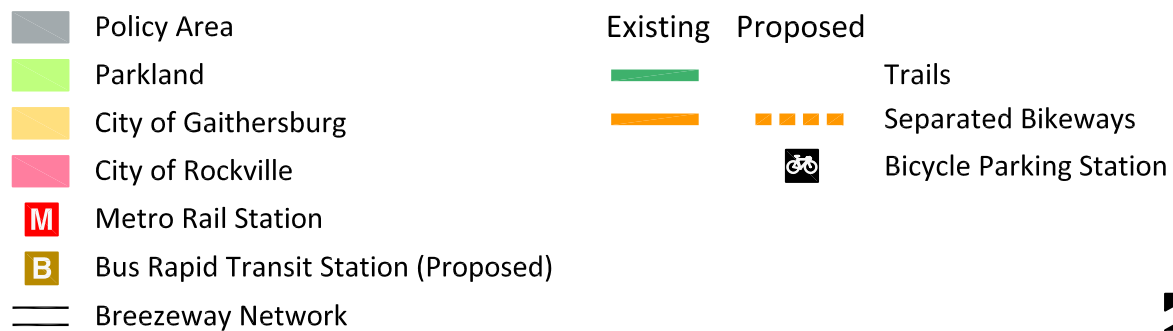 Policy Area
Parkland
City of Gaithersburg
City of Rockville
M Metro Rail Station
B Bus Rapid Transit Station (Proposed)
Breezeway Network
Existing Proposed
Trails
Separated Bikeways
Bicycle Parking Station